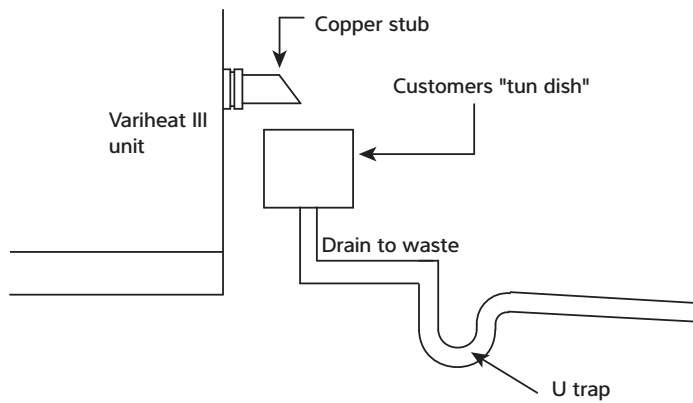 Copper stub
Customers "tun dish"
Variheat III
unit
Drain to waste
U trap